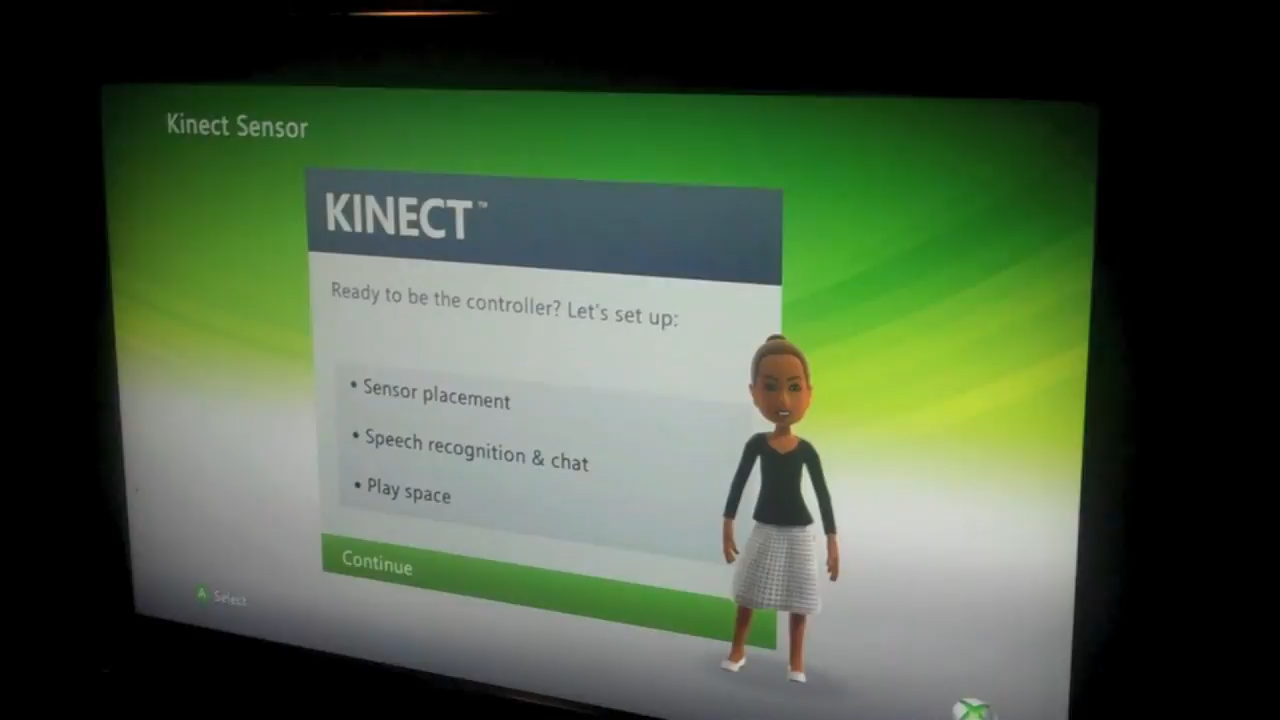 Kinect Sensor
KINECT™
Ready to be the controller? Let's set up:
• Sensor placement
• Speech recognition & chat
• Play space
Continue
A Select